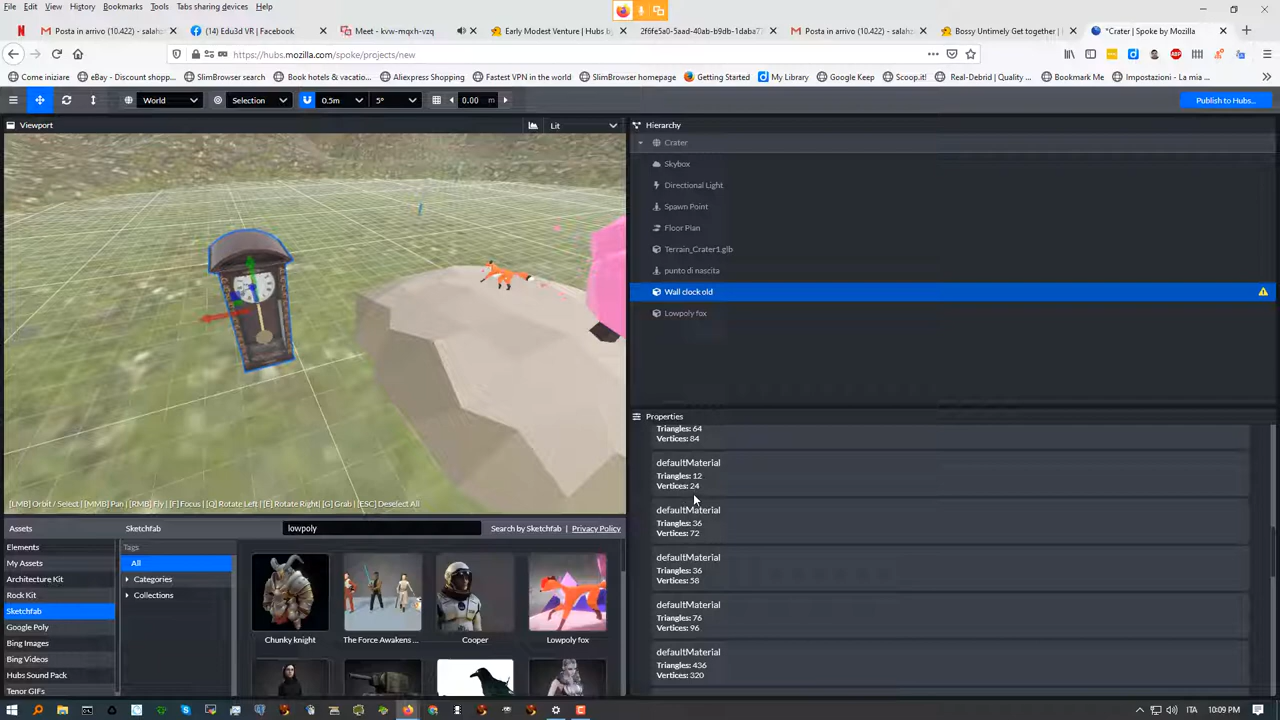 File Edit View History Bookmarks Tools Tabs sharing devices Help
Posta in arrivo (10.422) - salah
(14) Edu3d VR | Facebook
Meet - kvw-mqxh-vzq
Early Modest Venture | Hubs by
2f6fe5a0-5aad-40ab-b9db-1daba77
Posta in arrivo (10.422) - salah
Bossy Untimely Get together |
*Crater | Spoke by Mozilla
https://hubs.mozilla.com/spoke/projects/new
Come iniziare eBay - Discount shopp... SlimBrowser search Book hotels & vacatio... Aliexpress Shopping Fastest VPN in the world SlimBrowser homepage Getting Started My Library Google Keep Scoop.it! Real-Debrid | Quality ... Bookmark Me Impostazioni - La mia ...
World Selection 0.5m 5° 0.00 m Publish to Hubs...
Viewport
Lit
[LMB] Orbit / Select | [MMB] Pan | [RMB] Fly | [F] Focus | [Q] Rotate Left | [E] Rotate Right| [G] Grab | [ESC] Deselect All
Hierarchy
Crater
Skybox
Directional Light
Spawn Point
Floor Plan
Terrain_Crater1.glb
punto di nascita
Wall clock old
Lowpoly fox
Properties
Triangles: 64
Vertices: 84
defaultMaterial
Triangles: 12
Vertices: 24
defaultMaterial
Triangles: 36
Vertices: 72
defaultMaterial
Triangles: 36
Vertices: 58
defaultMaterial
Triangles: 76
Vertices: 96
defaultMaterial
Triangles: 436
Vertices: 320
Assets
Elements
My Assets
Architecture Kit
Rock Kit
Sketchfab
Google Poly
Bing Images
Bing Videos
Hubs Sound Pack
Tenor GIFs
Sketchfab
lowpoly
Search by Sketchfab | Privacy Policy
Tags
All
Categories
Collections
Chunky knight
The Force Awakens ...
Cooper
Lowpoly fox
ITA 10:09 PM